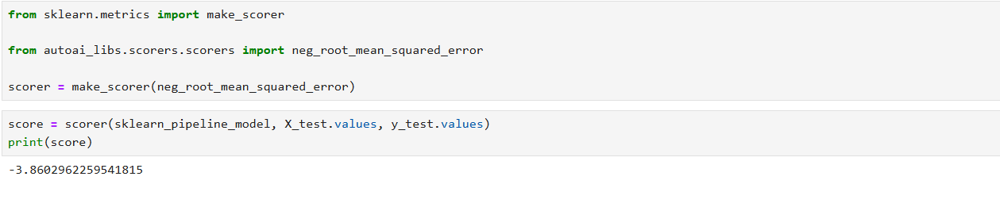 from sklearn.metrics import make_scorer
from autoai_libs.scorers.scorers import neg_root_mean_squared_error
scorer = make_scorer(neg_root_mean_squared_error)
score = scorer(sklearn_pipeline_model, X_test.values, y_test.values)
print(score)
-3.8602962259541815